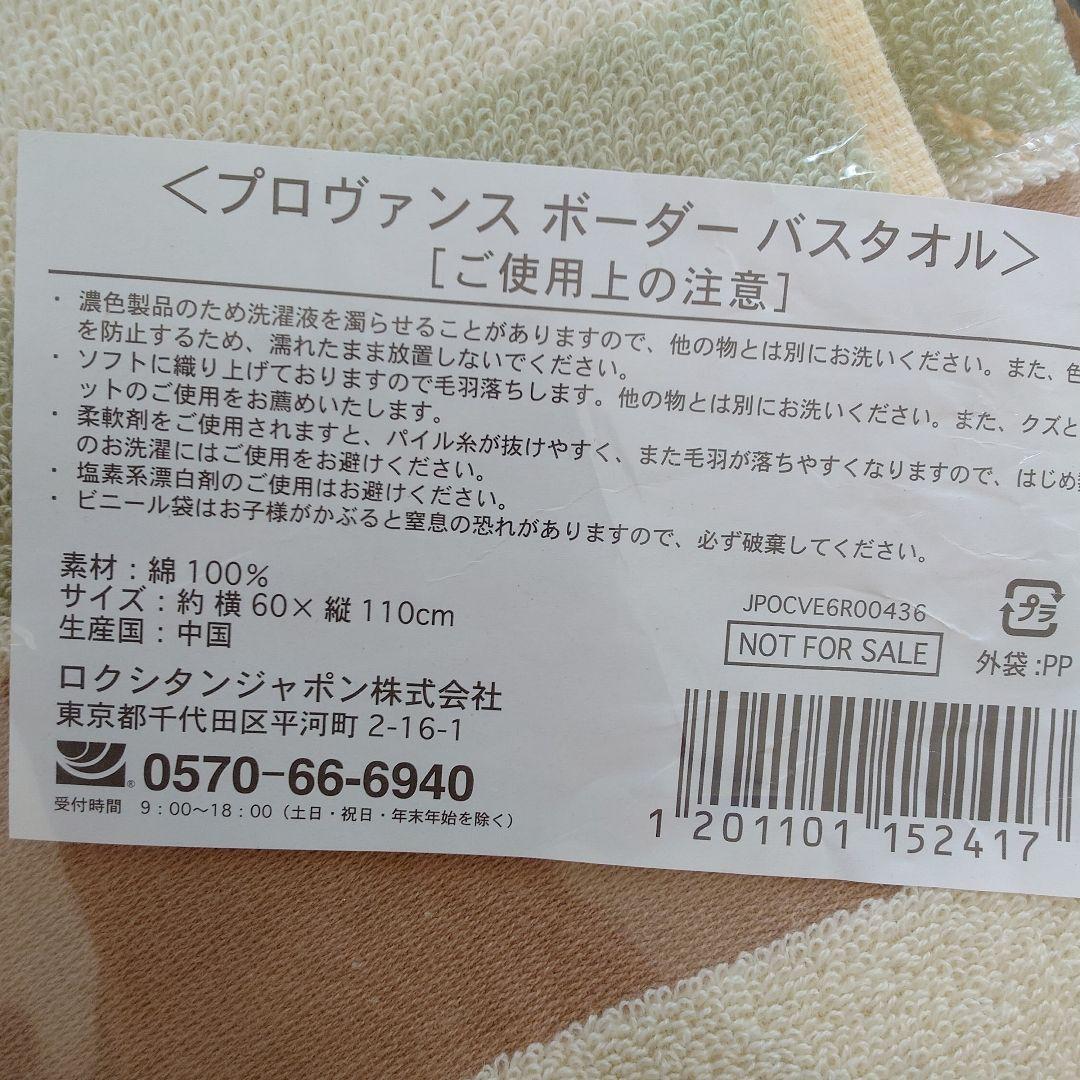 ＜プロヴァンス ボーダー バスタオル＞
［ご使用上の注意］
・濃色製品のため洗濯液を濁らせることがありますので、他の物とは別にお洗いください。また、色
を防止するため、濡れたまま放置しないでください。
・ソフトに織り上げておりますので毛羽落ちします。他の物とは別にお洗いください。また、クズと
ットのご使用をお薦めいたします。
・柔軟剤をご使用されますと、パイル糸が抜けやすく、また毛羽が落ちやすくなりますので、はじめ
のお洗濯にはご使用をお避けください。
・塩素系漂白剤のご使用はお避けください。
・ビニール袋はお子様がかぶると窒息の恐れがありますので、必ず破棄してください。
素材：綿 100％
サイズ：約 横 60× 縦 110cm
生産国：中国
JPOCVE6R00436
NOT FOR SALE
プラ
外袋：PP
ロクシタンジャポン株式会社
東京都千代田区平河町 2-16-1
0570-66-6940
受付時間 9：00～18：00（土日・祝日・年末年始を除く）
1 201101 152417